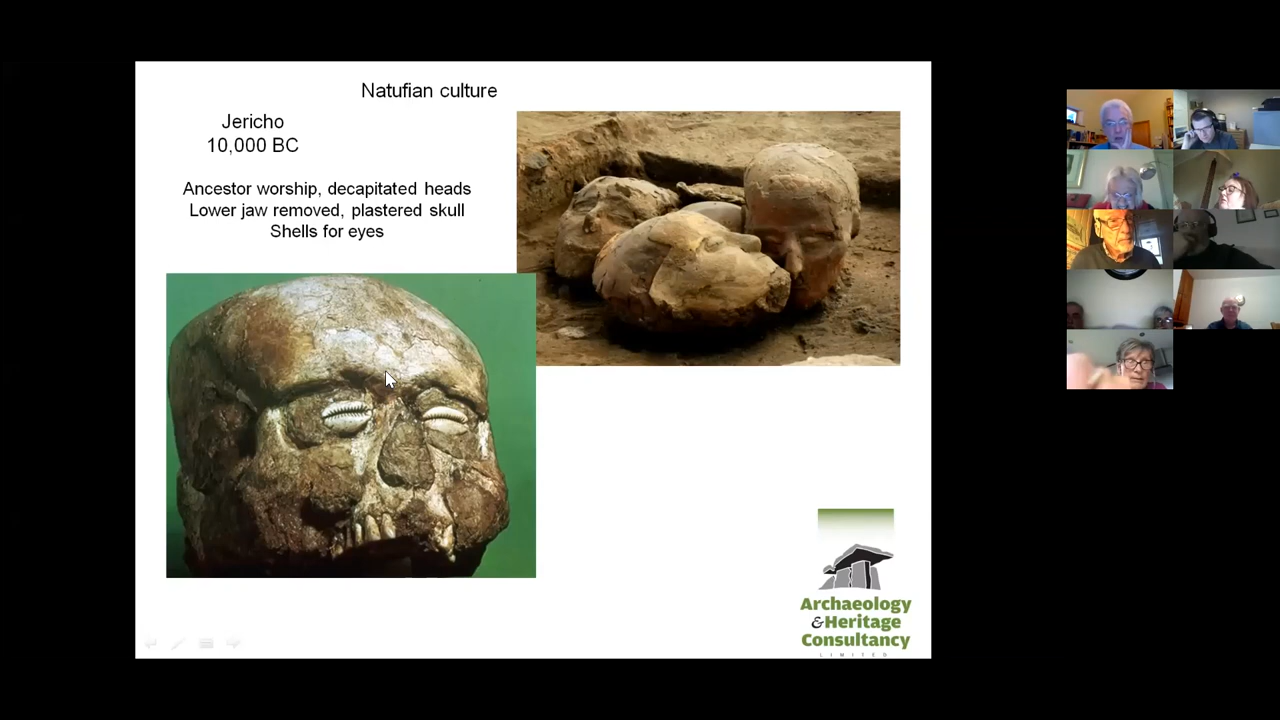 Natufian culture
Jericho
10,000 BC
Ancestor worship, decapitated heads
Lower jaw removed, plastered skull
Shells for eyes
Archaeology
&Heritage
Consultancy
LIMITED